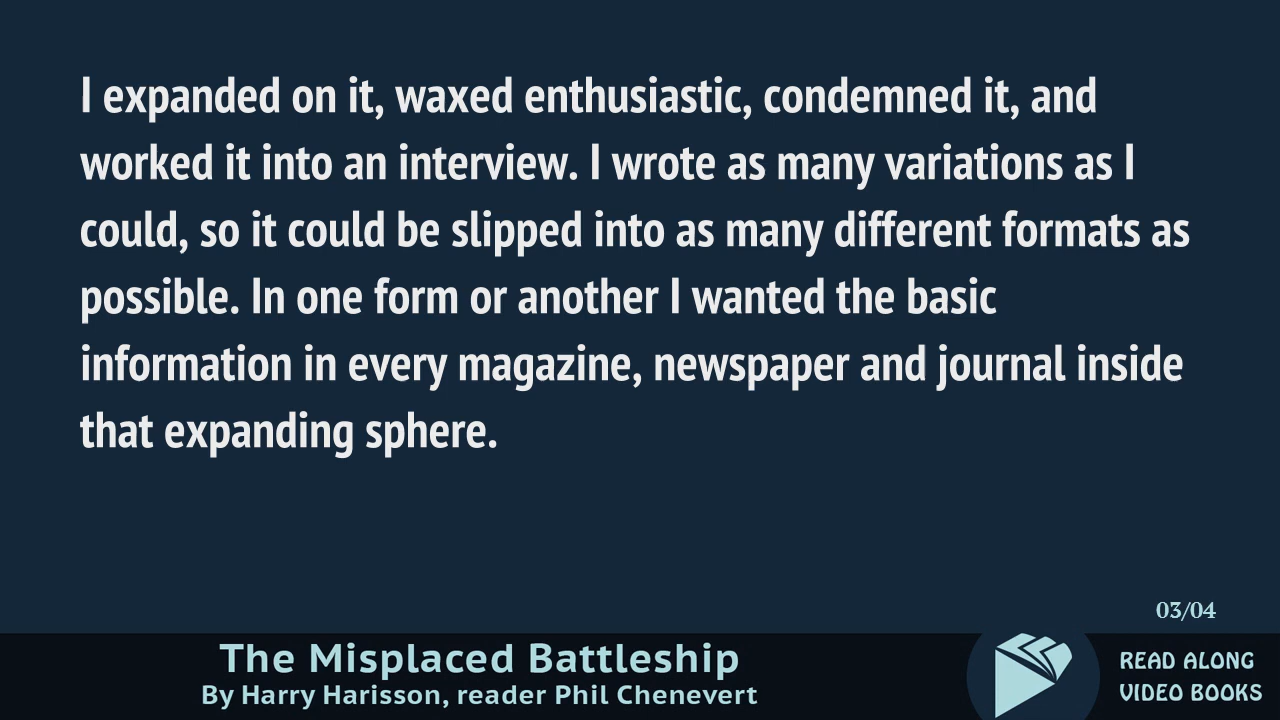 I expanded on it, waxed enthusiastic, condemned it, and
worked it into an interview. I wrote as many variations as I
could, so it could be slipped into as many different formats as
possible. In one form or another I wanted the basic
information in every magazine, newspaper and journal inside
that expanding sphere.
03/04
The Misplaced Battleship
By Harry Harisson, reader Phil Chenevert
READ ALONG
VIDEO BOOKS